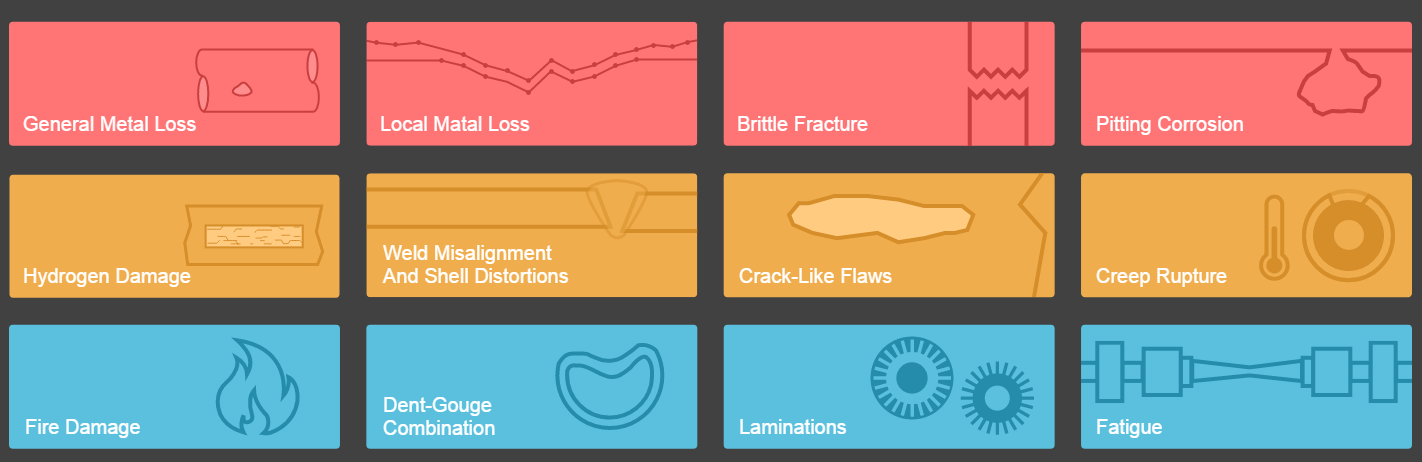 General Metal Loss
Local Matal Loss
Brittle Fracture
Pitting Corrosion
Hydrogen Damage
Weld Misalignment
And Shell Distortions
Crack-Like Flaws
Creep Rupture
Fire Damage
Dent-Gouge
Combination
Laminations
Fatigue